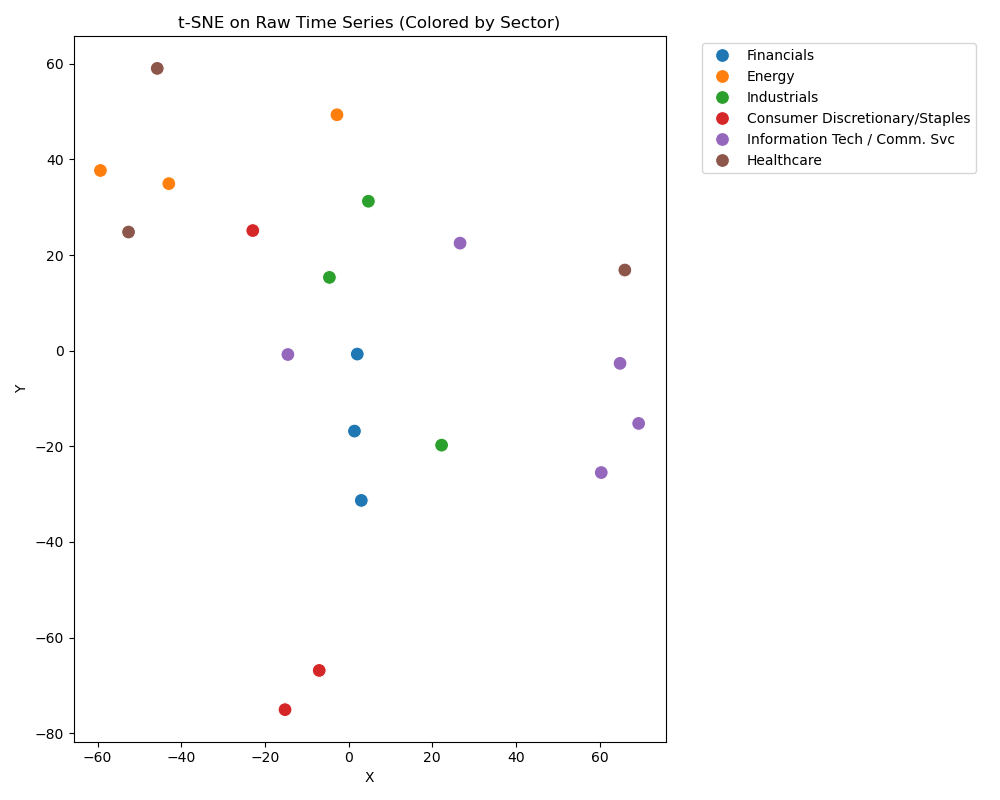 t-SNE on Raw Time Series (Colored by Sector)
Financials
Energy
Industrials
Consumer Discretionary/Staples
Information Tech / Comm. Svc
Healthcare
60
40
20
0
−20
−40
−60
−80
Y
−60
−40
−20
0
20
40
60
X